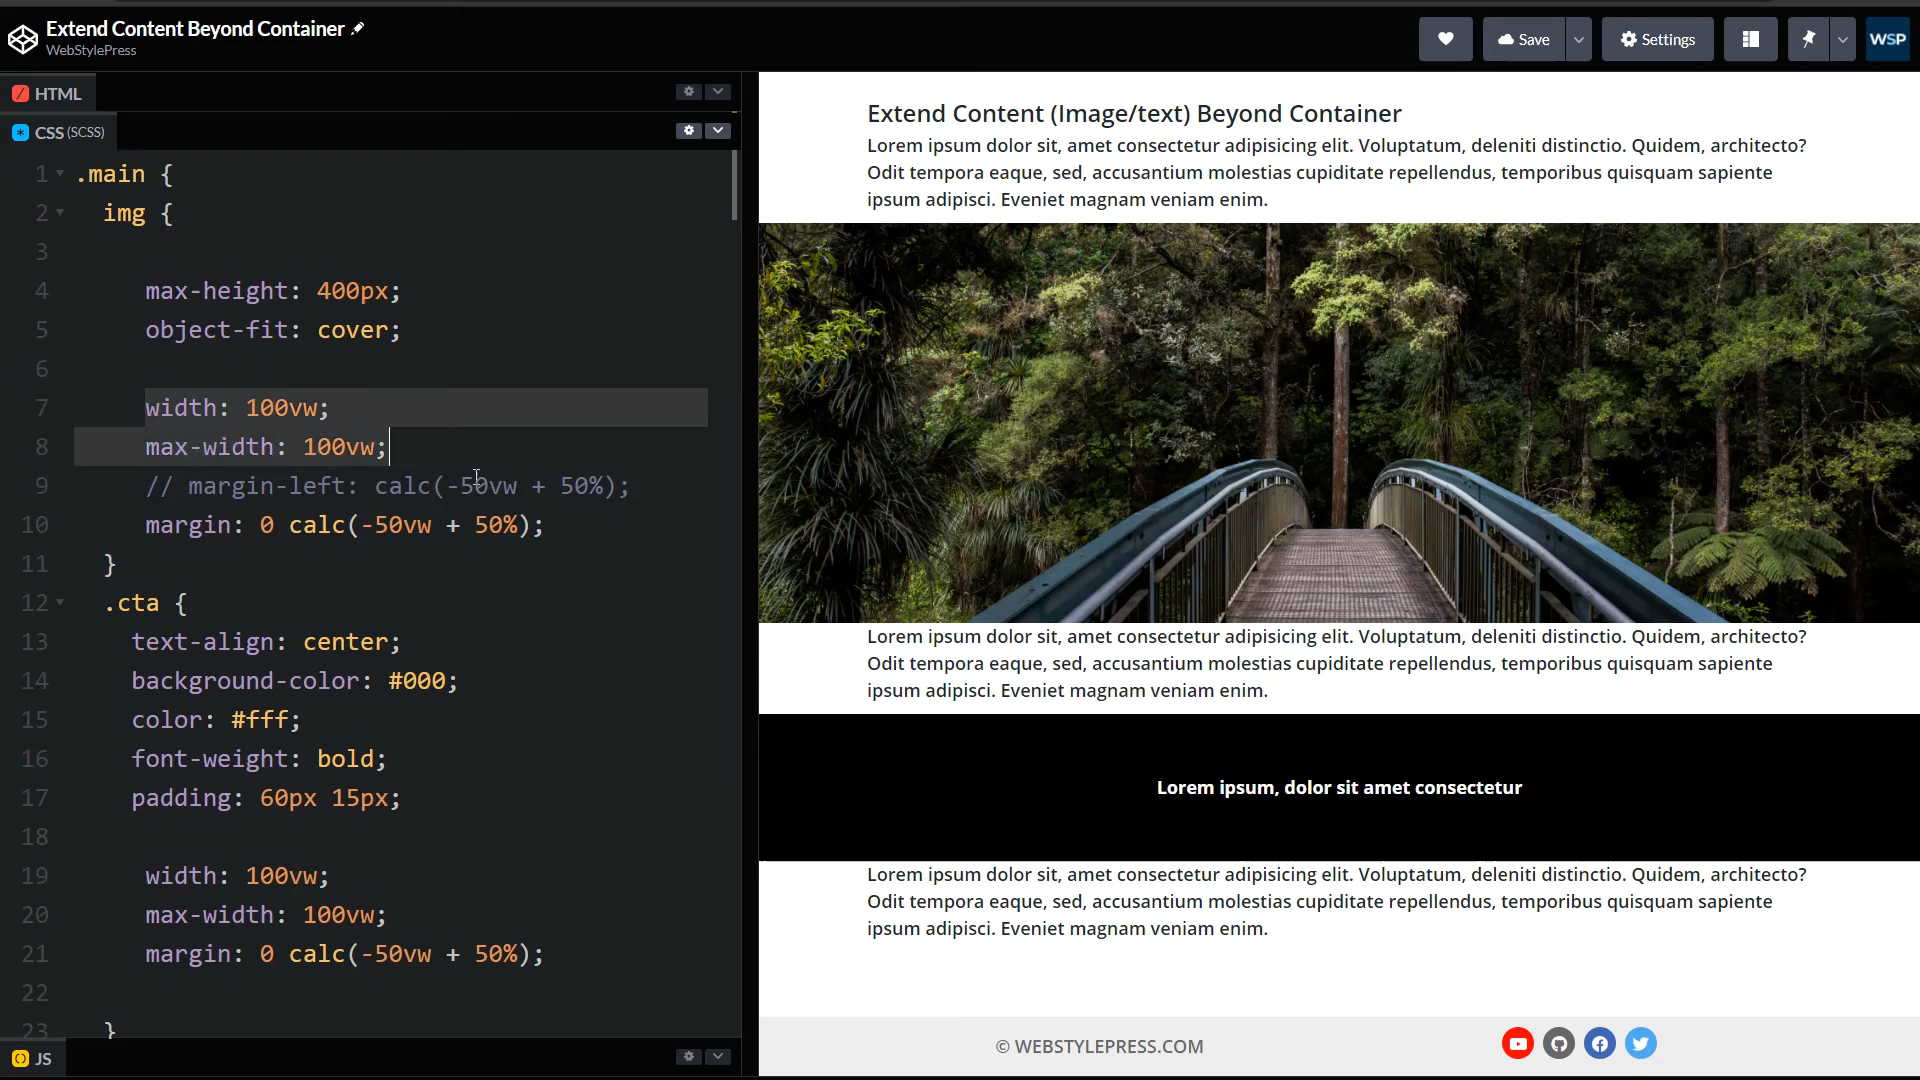 Extend Content Beyond Container
WebStylePress
Save
Settings
WSP
HTML
CSS (SCSS)
1 .main {
2 img {
3
4 max-height: 400px;
5 object-fit: cover;
6
7 width: 100vw;
8 max-width: 100vw;
9 // margin-left: calc(-50vw + 50%);
10 margin: 0 calc(-50vw + 50%);
11 }
12 .cta {
13 text-align: center;
14 background-color: #000;
15 color: #fff;
16 font-weight: bold;
17 padding: 60px 15px;
18
19 width: 100vw;
20 max-width: 100vw;
21 margin: 0 calc(-50vw + 50%);
22
23 }
JS
Extend Content (Image/text) Beyond Container
Lorem ipsum dolor sit, amet consectetur adipisicing elit. Voluptatum, deleniti distinctio. Quidem, architecto?
Odit tempora eaque, sed, accusantium molestias cupiditate repellendus, temporibus quisquam sapiente
ipsum adipisci. Eveniet magnam veniam enim.
Lorem ipsum dolor sit, amet consectetur adipisicing elit. Voluptatum, deleniti distinctio. Quidem, architecto?
Odit tempora eaque, sed, accusantium molestias cupiditate repellendus, temporibus quisquam sapiente
ipsum adipisci. Eveniet magnam veniam enim.
Lorem ipsum, dolor sit amet consectetur
Lorem ipsum dolor sit, amet consectetur adipisicing elit. Voluptatum, deleniti distinctio. Quidem, architecto?
Odit tempora eaque, sed, accusantium molestias cupiditate repellendus, temporibus quisquam sapiente
ipsum adipisci. Eveniet magnam veniam enim.
© WEBSTYLEPRESS.COM